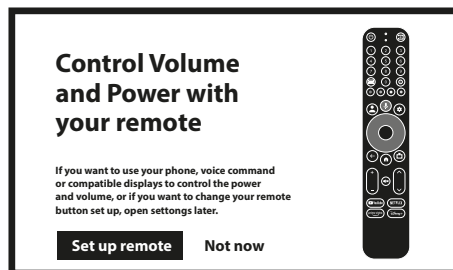 Control Volume
and Power with
your remote
If you want to use your phone, voice command
or compatible displays to control the power
and volume, or if you want to change your remote
button set up, open settongs later.
Set up remote
Not now
YouTube
NETFLIX